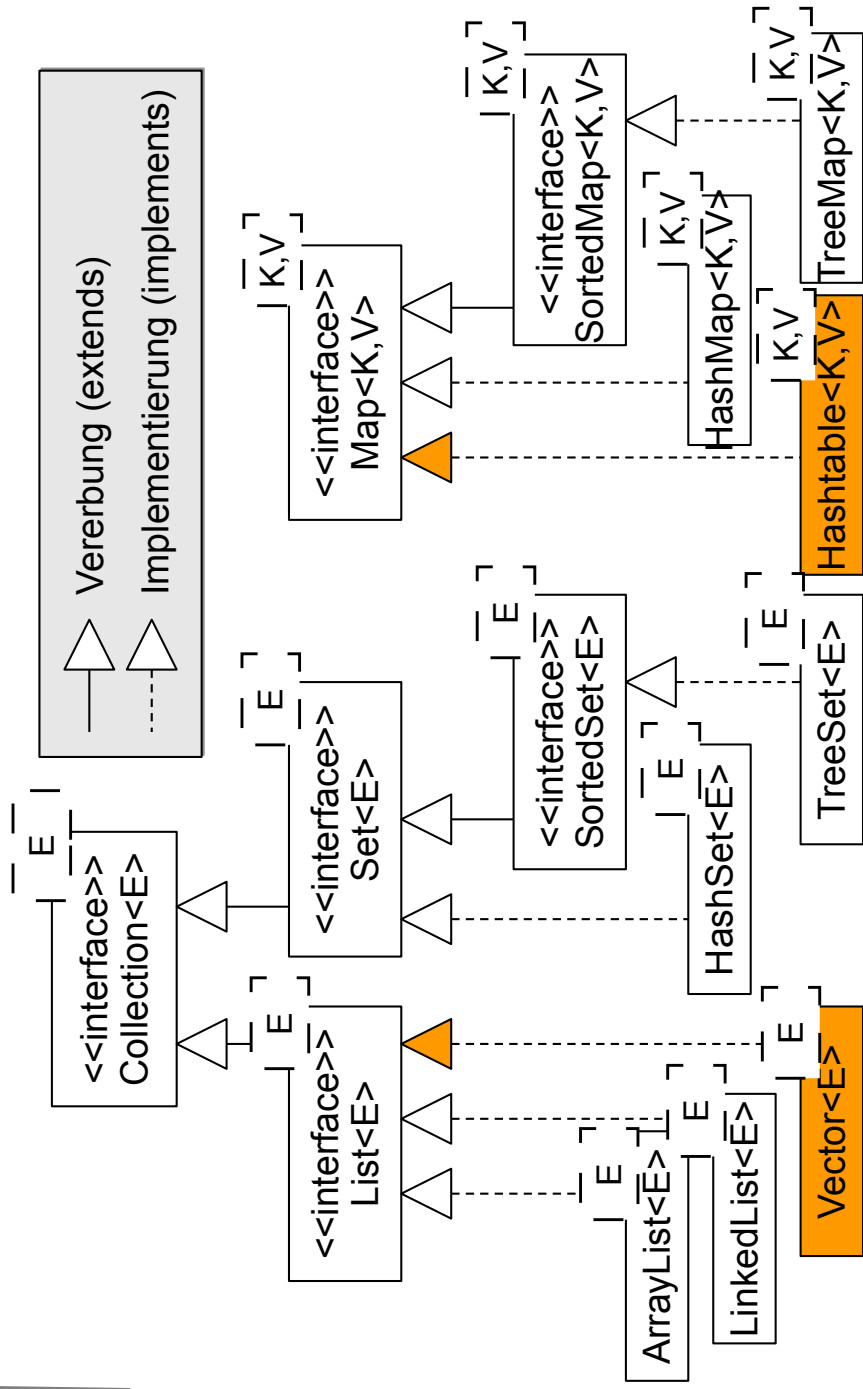 Vererbung (extends)
Implementierung (implements)
E
<<interface>>
Collection<E>
E
<<interface>>
List<E>
E
<<interface>>
Set<E>
K,V
<<interface>>
Map<K,V>
E
<<interface>>
SortedSet<E>
K,V
<<interface>>
SortedMap<K,V>
E
ArrayList<E>
E
LinkedList<E>
E
Vector<E>
E
HashSet<E>
E
TreeSet<E>
K,V
HashMap<K,V>
K,V
Hashtable<K,V>
K,V
TreeMap<K,V>